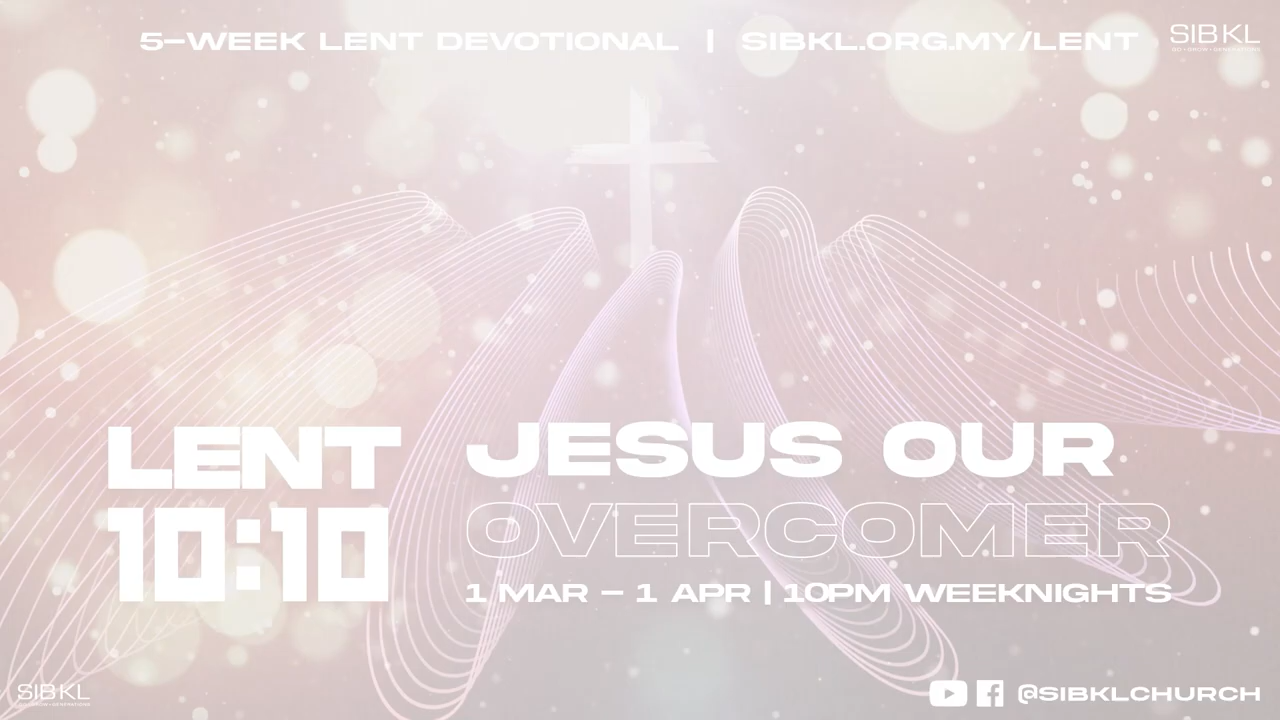 5-WEEK LENT DEVOTIONAL | SIBKL.ORG.MY/LENT
SIBKL
LENT
10:10
JESUS OUR
OVERCOMER
1 MAR – 1 APR | 10PM WEEKNIGHTS
SIBKL
@SIBKLCHURCH